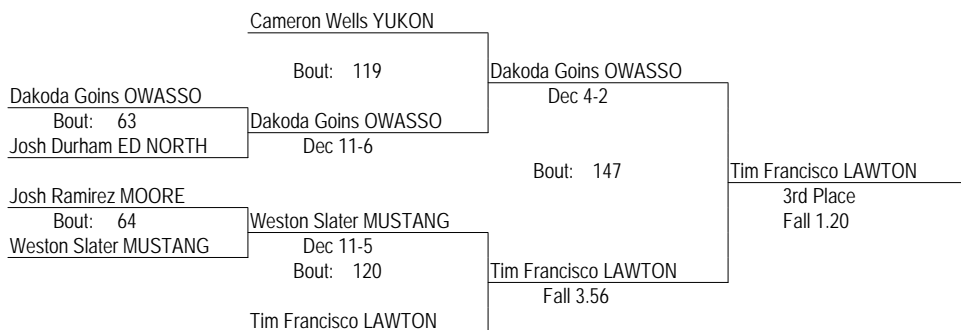 Cameron Wells YUKON
Bout: 119
Dakoda Goins OWASSO
Dec 4-2
Dakoda Goins OWASSO
Bout: 63
Dakoda Goins OWASSO
Josh Durham ED NORTH
Dec 11-6
Bout: 147
Tim Francisco LAWTON
3rd Place
Fall 1.20
Josh Ramirez MOORE
Bout: 64
Weston Slater MUSTANG
Weston Slater MUSTANG
Dec 11-5
Bout: 120
Tim Francisco LAWTON
Fall 3.56
Tim Francisco LAWTON